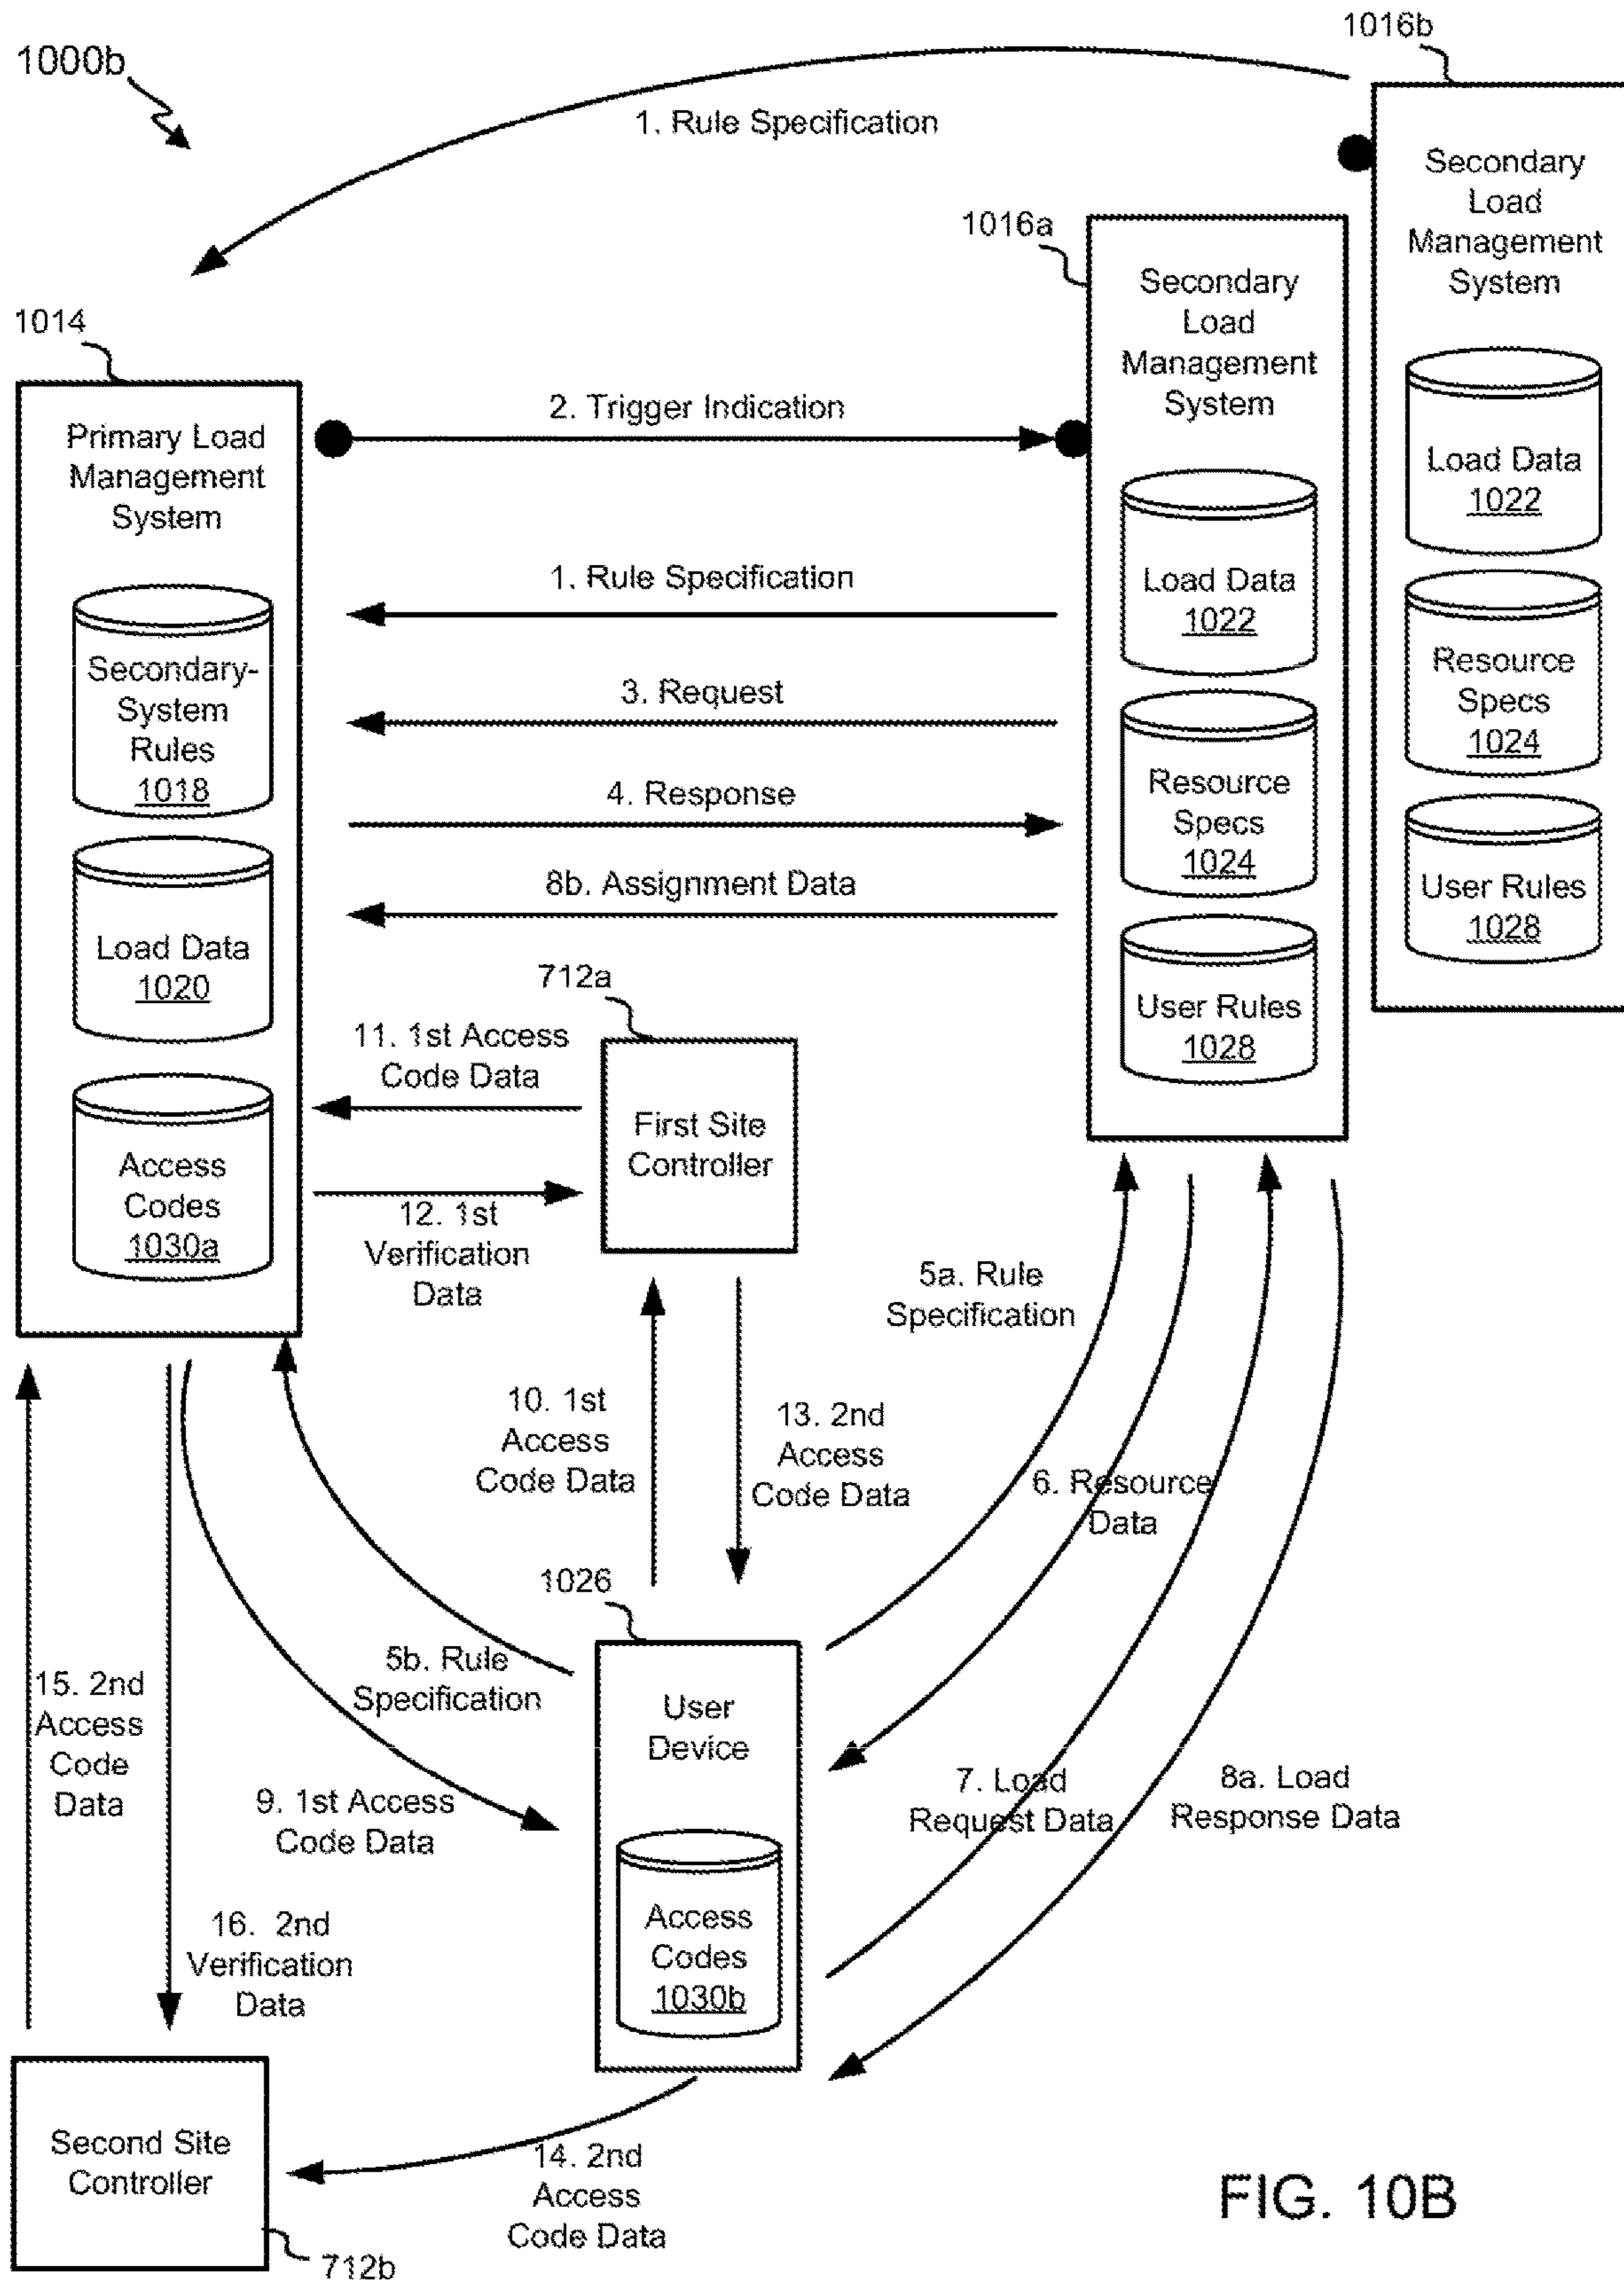 1000b
1016b
1. Rule Specification
Secondary
Load
Management
System
1016a
Secondary
Load
Management
System
1014
Primary Load
Management
System
2. Trigger Indication
Load Data
1022
Load Data
1022
1. Rule Specification
Secondary-
System
Rules
1018
Resource
Specs
1024
3. Request
Resource
Specs
1024
4. Response
User Rules
1028
8b. Assignment Data
Load Data
1020
User Rules
1028
712a
11. 1st Access
Code Data
First Site
Controller
Access
Codes
1030a
12. 1st
Verification
Data
5a. Rule
Specification
10. 1st
Access
Code Data
13. 2nd
Access
Code Data
6. Resource
Data
1026
5b. Rule
Specification
15. 2nd
Access
Code
Data
User
Device
7. Load
Request Data
8a. Load
Response Data
9. 1st Access
Code Data
Access
Codes
1030b
16. 2nd
Verification
Data
Second Site
Controller
14. 2nd
Access
Code Data
712b
FIG. 10B